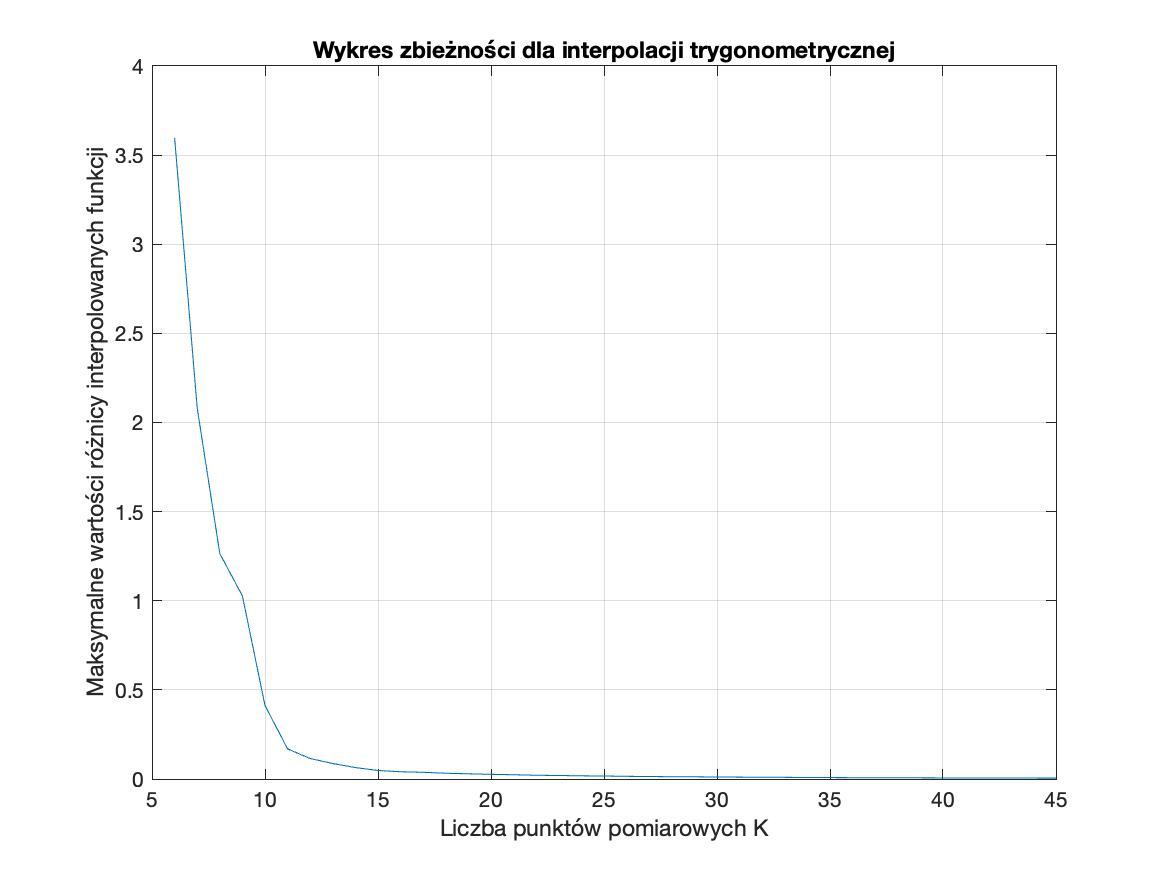 Wykres zbieżności dla interpolacji trygonometrycznej
Maksymalne wartości różnicy interpolowanych funkcji
4
3.5
3
2.5
2
1.5
1
0.5
0
5 10 15 20 25 30 35 40 45
Liczba punktów pomiarowych K